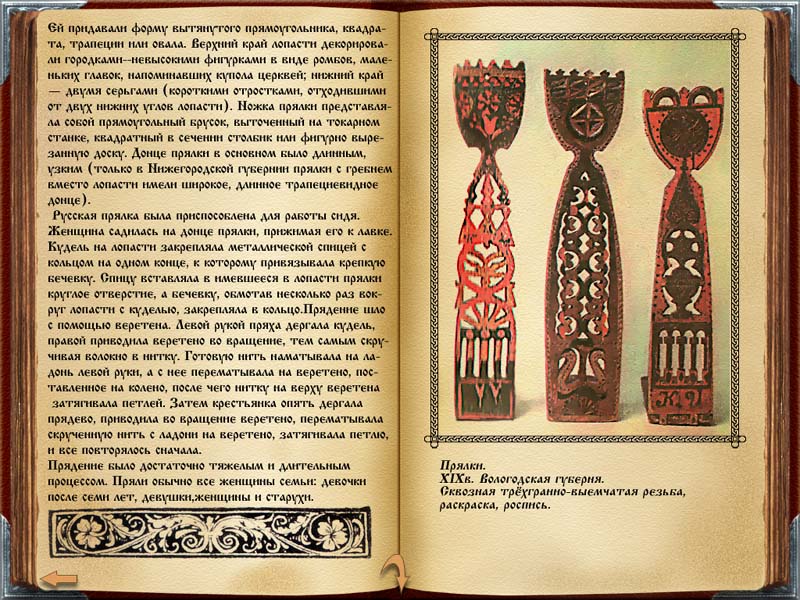 Ей придавали форму вытянутого прямоугольника, квадра-
та, трапеции или овала. Верхний край лопасти декорирова-
ли городками--невысокими фигурками в виде ромбов, мале-
ньких главок, напоминавших купола церквей; нижний край
— двумя серьгами (короткими отростками, отходившими
от двух нижних углов лопасти). Ножка прялки представля-
ла собой прямоугольный брусок, выточенный на токарном
станке, квадратный в сечении столбик или фигурно выре-
занную доску. Донце прялки в основном было длинным,
узким (только в Нижегородской губернии прялки с гребнем
вместо лопасти имели широкое, длинное трапециевидное
донце).
Русская прялка была приспособлена для работы сидя.
Женщина садилась на донце прялки, прижимая его к лавке.
Кудель на лопасти закрепляла металлической спицей с
кольцом на одном конце, к которому привязывала крепкую
бечевку. Спицу вставляла в имевшееся в лопасти прялки
круглое отверстие, а бечевку, обмотав несколько раз вок-
руг лопасти с куделью, закрепляла в кольцо.Прядение шло
с помощью веретена. Левой рукой пряха дергала кудель,
правой приводила веретено во вращение, тем самым скру-
чивая волокно в нитку. Готовую нить наматывала на ла-
донь левой руки, а с нее перематывала на веретено, пос-
тавленное на колено, после чего нитку на верху веретена
затягивала петлей. Затем крестьянка опять дергала
прядево, приводила во вращение веретено, перематывала
скрученную нить с ладони на веретено, затягивала петлю,
и все повторялось сначала.
Прядение было достаточно тяжелым и длительным
процессом. Пряли обычно все женщины семьи: девочки
после семи лет, девушки,женщины и старухи.
К. И
Прялки.
XIXв. Вологодская губерния.
Сквозная трёхгранно-выемчатая резьба,
раскраска, роспись.